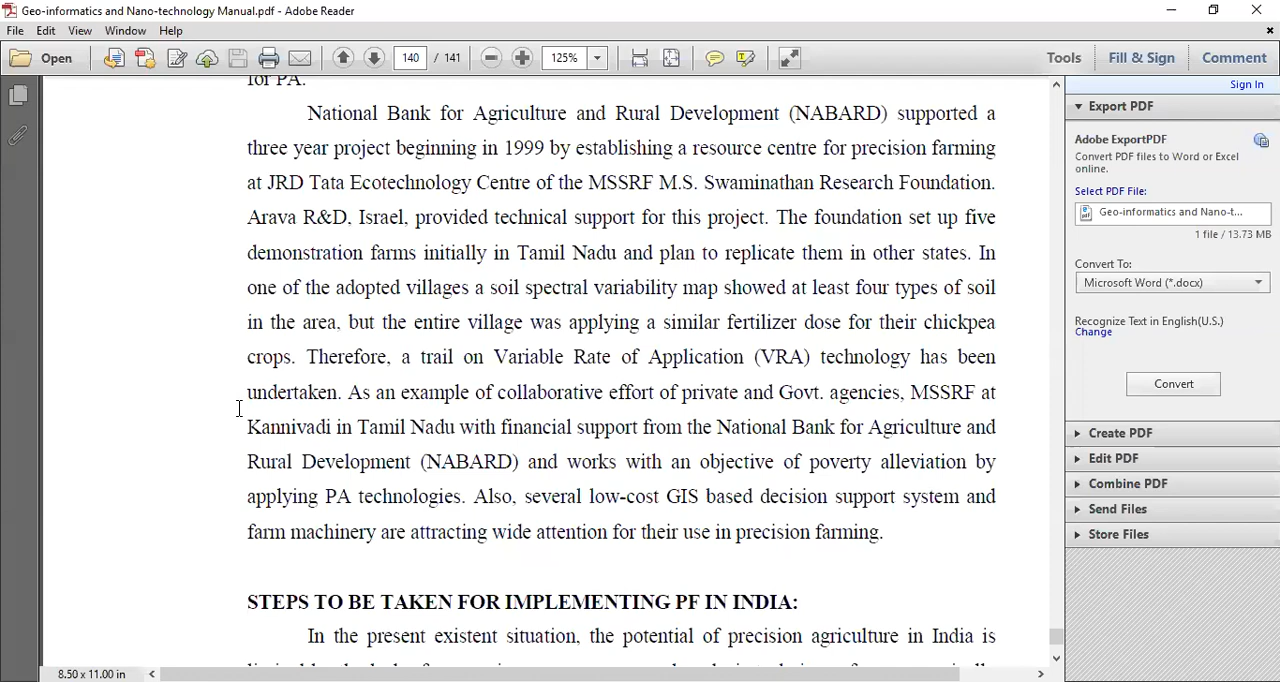 Geo-informatics and Nano-technology Manual.pdf - Adobe Reader
File Edit View Window Help
Open 140 / 141 125% Tools Fill & Sign Comment
Sign In
for PA.
National Bank for Agriculture and Rural Development (NABARD) supported a
three year project beginning in 1999 by establishing a resource centre for precision farming
at JRD Tata Ecotechnology Centre of the MSSRF M.S. Swaminathan Research Foundation.
Arava R&D, Israel, provided technical support for this project. The foundation set up five
demonstration farms initially in Tamil Nadu and plan to replicate them in other states. In
one of the adopted villages a soil spectral variability map showed at least four types of soil
in the area, but the entire village was applying a similar fertilizer dose for their chickpea
crops. Therefore, a trail on Variable Rate of Application (VRA) technology has been
undertaken. As an example of collaborative effort of private and Govt. agencies, MSSRF at
Kannivadi in Tamil Nadu with financial support from the National Bank for Agriculture and
Rural Development (NABARD) and works with an objective of poverty alleviation by
applying PA technologies. Also, several low-cost GIS based decision support system and
farm machinery are attracting wide attention for their use in precision farming.
STEPS TO BE TAKEN FOR IMPLEMENTING PF IN INDIA:
In the present existent situation, the potential of precision agriculture in India is
8.50 x 11.00 in
Export PDF
Adobe ExportPDF
Convert PDF files to Word or Excel
online.
Select PDF File:
Geo-informatics and Nano-t...
1 file / 13.73 MB
Convert To:
Microsoft Word (*.docx)
Recognize Text in English(U.S.)
Change
Convert
Create PDF
Edit PDF
Combine PDF
Send Files
Store Files